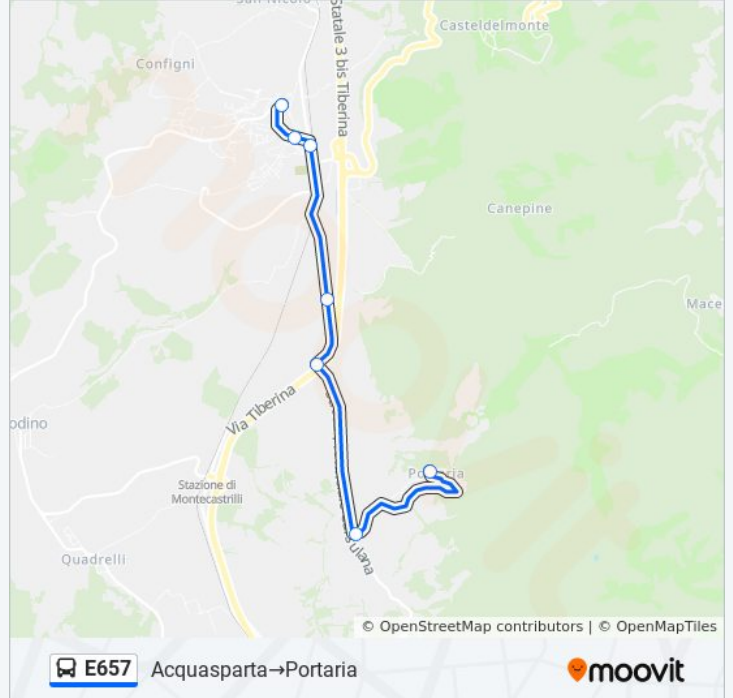 San Nicolò
Statale 3 bis Tiberina
Casteldelmonte
Configni
Canepine
Mace
Via Tiberina
odino
Stazione di
Montecastrilli
Quadrelli
© OpenStreetMap contributors | © OpenMapTiles
E657 Acquasparta→Portaria
moovit